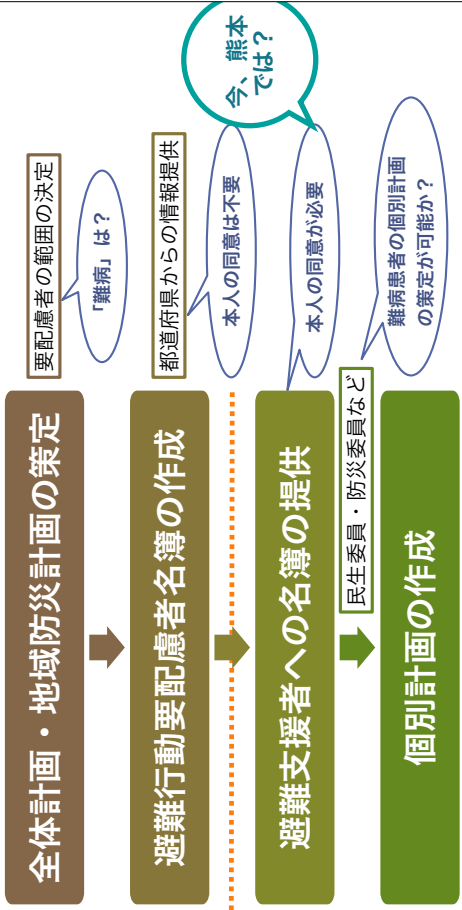 全体計画・地域防災計画の策定
要配慮者の範囲の決定
「難病」は？
避難行動要配慮者名簿の作成
都道府県からの情報提供
本人の同意は不要
今、熊本
では？
避難支援者への名簿の提供
本人の同意が必要
民生委員・防災委員など
個別計画の作成
難病患者の個別計画
の策定が可能か？